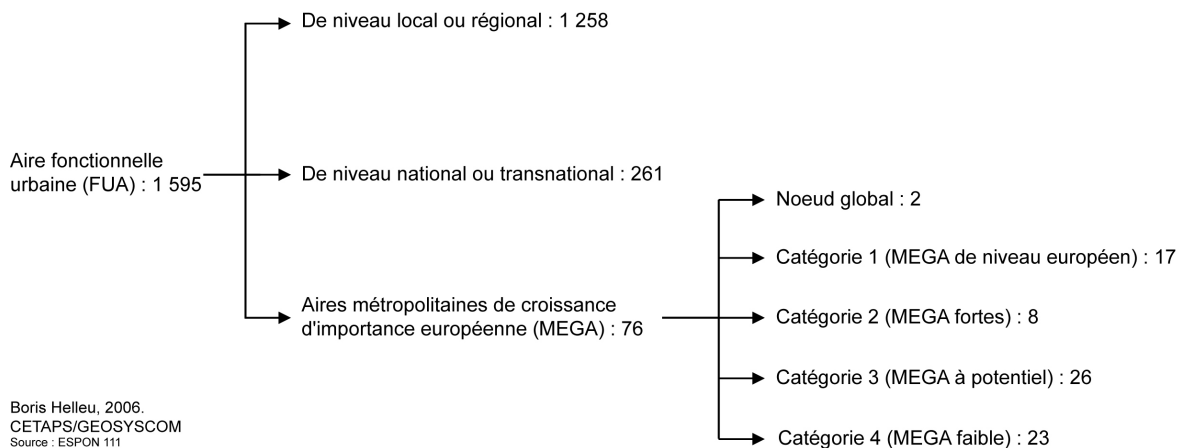 De niveau local ou régional : 1 258
Aire fonctionnelle
urbaine (FUA) : 1 595
De niveau national ou transnational : 261
Aires métropolitaines de croissance
d'importance européenne (MEGA) : 76
Noeud global : 2
Catégorie 1 (MEGA de niveau européen) : 17
Catégorie 2 (MEGA fortes) : 8
Catégorie 3 (MEGA à potentiel) : 26
Catégorie 4 (MEGA faible) : 23
Boris Helleu, 2006.
CETAPS/GEOSYSCOM
Source : ESPON 111